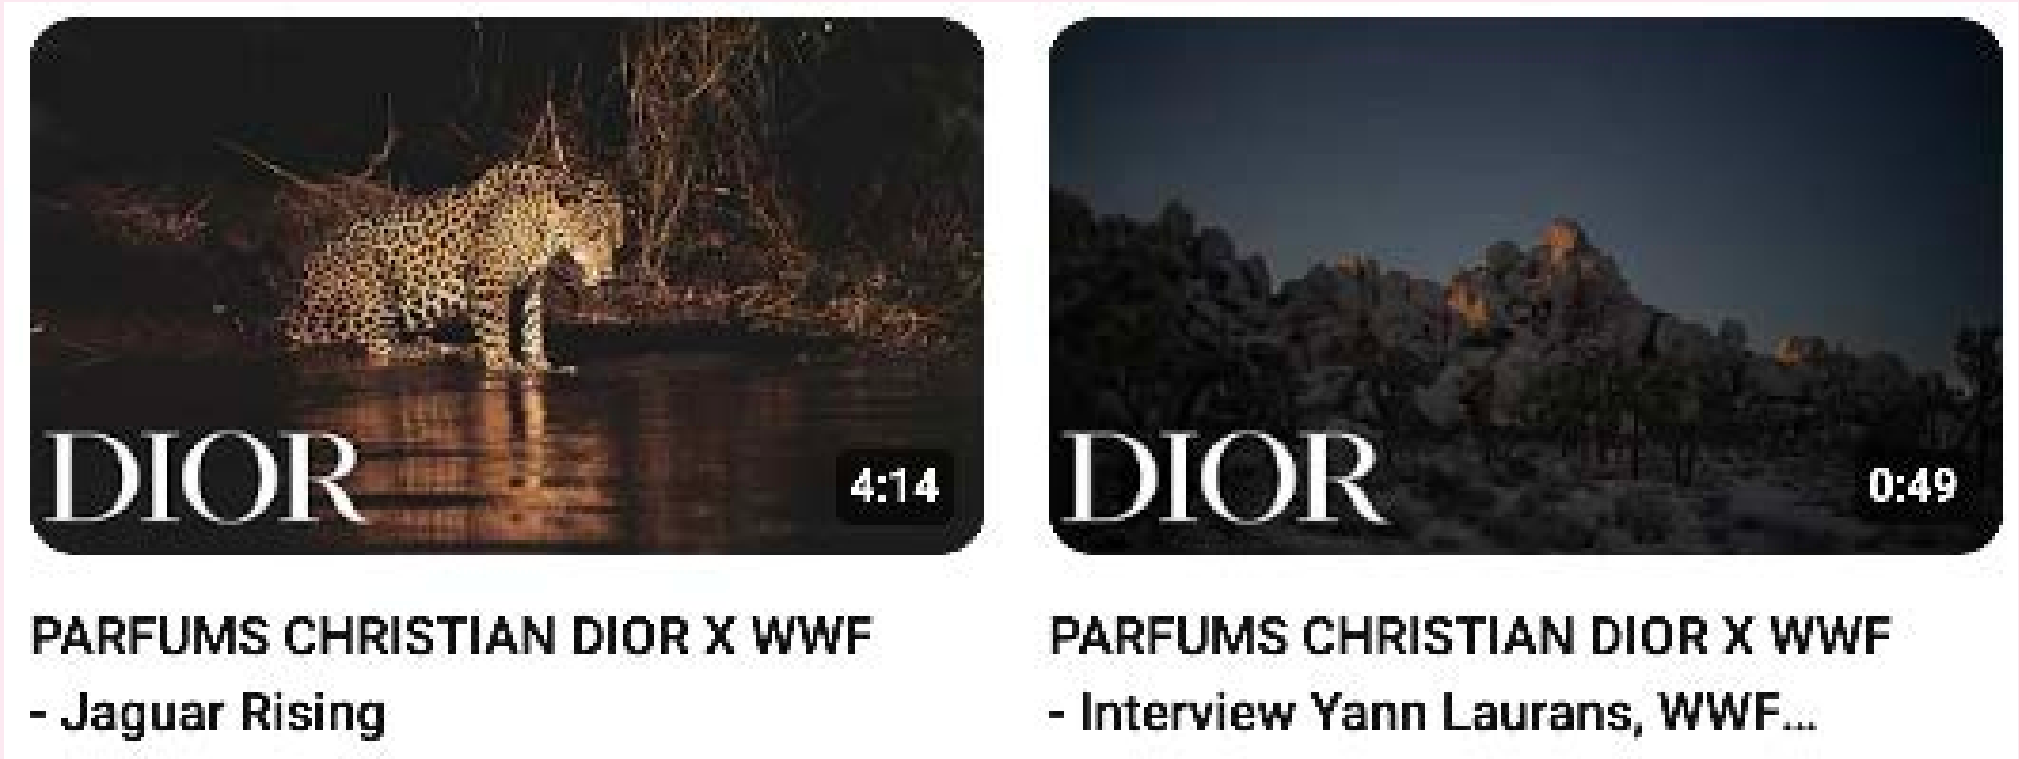 DIOR
4:14
PARFUMS CHRISTIAN DIOR X WWF
- Jaguar Rising
DIOR
0:49
PARFUMS CHRISTIAN DIOR X WWF
- Interview Yann Laurans, WWF...